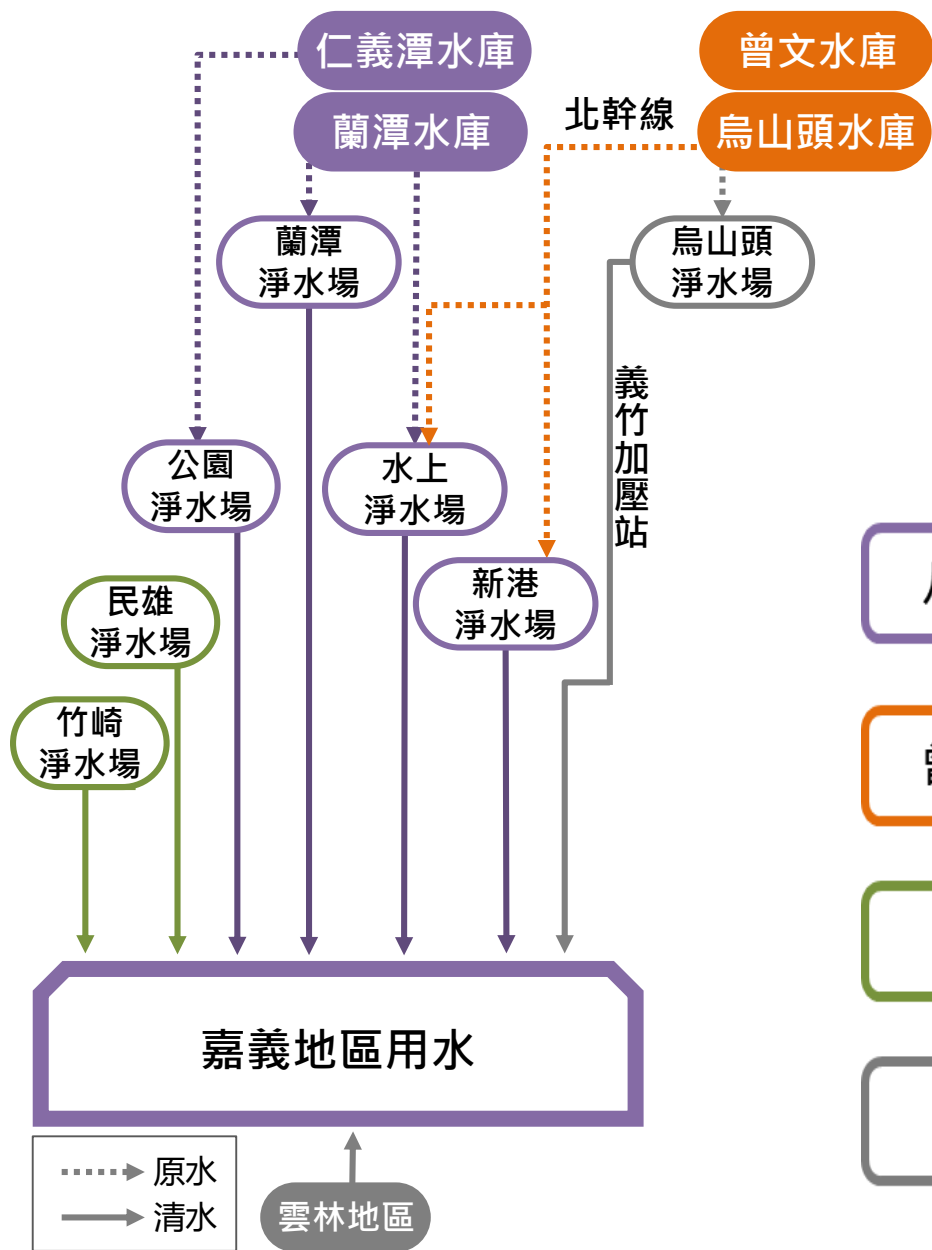 仁義潭水庫
曾文水庫
蘭潭水庫
北幹線
烏山頭水庫
蘭潭
淨水場
烏山頭
淨水場
義竹加壓站
公園
淨水場
水上
淨水場
新港
淨水場
民雄
淨水場
竹崎
淨水場
嘉義地區用水
原水
清水
雲林地區